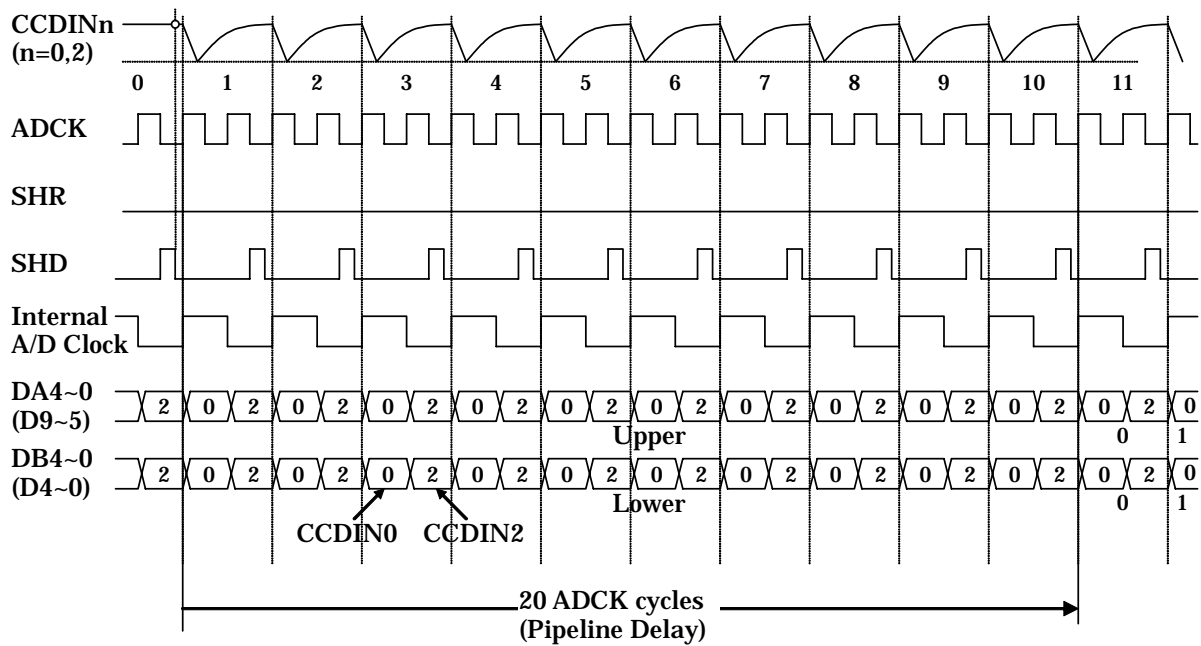 CCDINn
(n=0,2)
0 1 2 3 4 5 6 7 8 9 10 11
ADCK
SHR
SHD
Internal
A/D Clock
DA4~0
(D9~5)
2 0 2 0 2 0 2 0 2 0 2 0 2 0 2 0 2 0 2 0 2 0 2 0
Upper 0 1
DB4~0
(D4~0)
2 0 2 0 2 0 2 0 2 0 2 0 2 0 2 0 2 0 2 0 2 0 2 0
Lower 0 1
CCDIN0 CCDIN2
20 ADCK cycles
(Pipeline Delay)